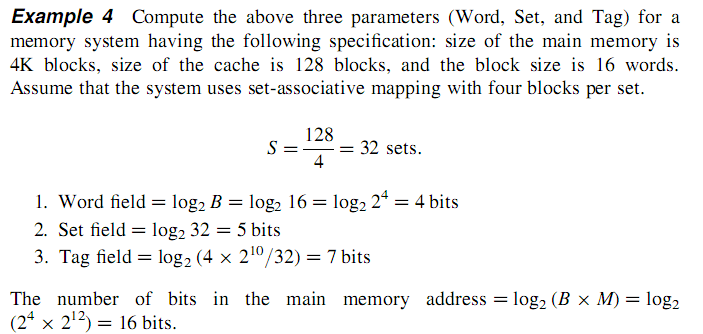 Example 4 Compute the above three parameters (Word, Set, and Tag) for a
memory system having the following specification: size of the main memory is
4K blocks, size of the cache is 128 blocks, and the block size is 16 words.
Assume that the system uses set-associative mapping with four blocks per set.
S = 128/4 = 32 sets.
1. Word field = log₂ B = log₂ 16 = log₂ 2⁴ = 4 bits
2. Set field = log₂ 32 = 5 bits
3. Tag field = log₂ (4 × 2¹⁰/32) = 7 bits
The number of bits in the main memory address = log₂ (B × M) = log₂
(2⁴ × 2¹²) = 16 bits.